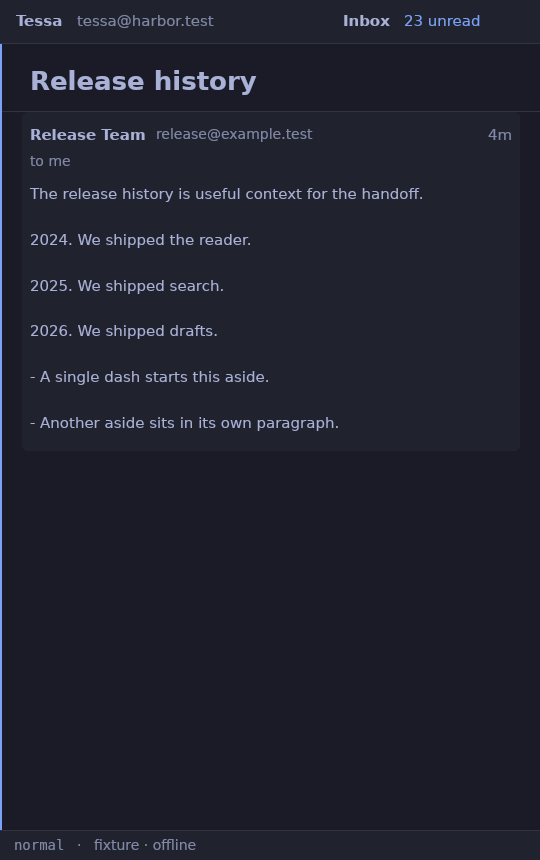 Tessa tessa@harbor.test Inbox 23 unread
Release history
Release Team release@example.test 4m
to me
The release history is useful context for the handoff.
2024. We shipped the reader.
2025. We shipped search.
2026. We shipped drafts.
- A single dash starts this aside.
- Another aside sits in its own paragraph.
normal · fixture · offline